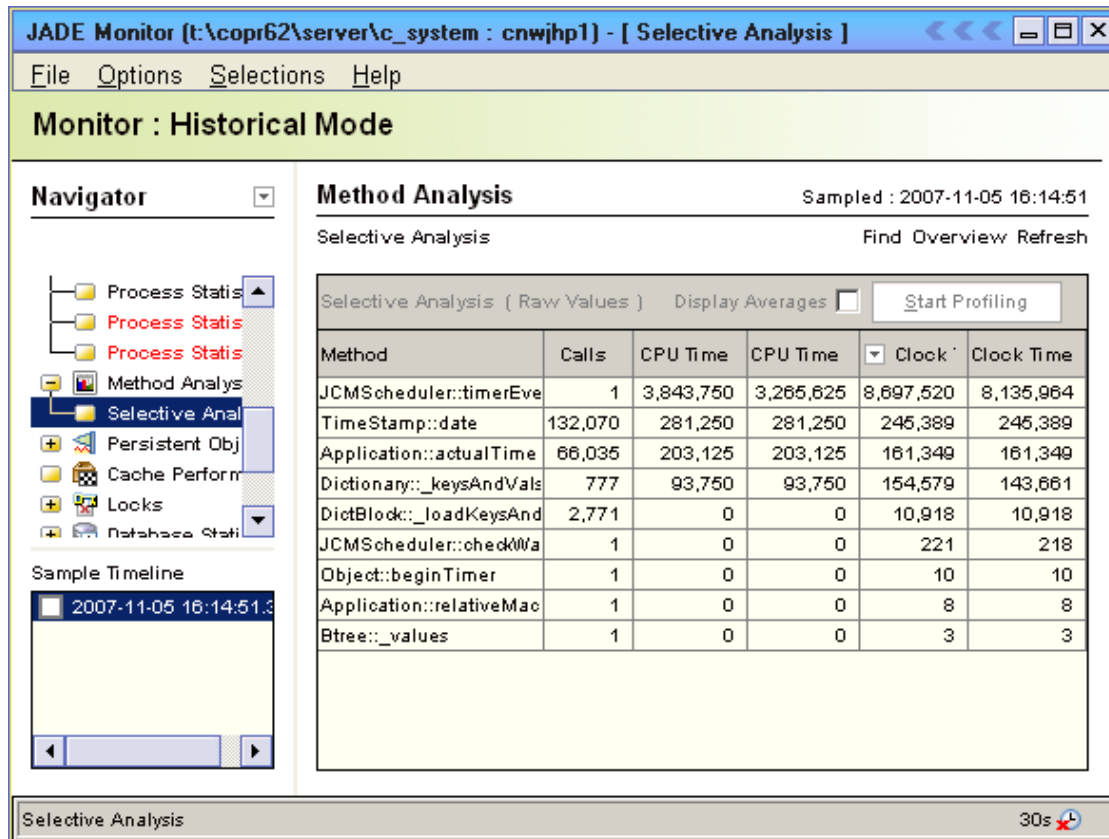 JADE Monitor (t:\copr62\server\c_system : cnwjhp1) - [ Selective Analysis ]
File Options Selections Help
Monitor : Historical Mode
Navigator
Process Statis
Process Statis
Process Statis
Method Analys
Selective Anal
Persistent Obj
Cache Perform
Locks
Database Stati
Sample Timeline
2007-11-05 16:14:51.3
Method Analysis
Sampled : 2007-11-05 16:14:51
Selective Analysis
Find Overview Refresh
Selective Analysis ( Raw Values ) Display Averages Start Profiling
Method Calls CPU Time CPU Time Clock Clock Time
JCMScheduler::timerEve 1 3,843,750 3,265,625 8,697,520 8,135,964
TimeStamp::date 132,070 281,250 281,250 245,389 245,389
Application::actualTime 66,035 203,125 203,125 161,349 161,349
Dictionary::_keysAndVals 777 93,750 93,750 154,579 143,661
DictBlock::_loadKeysAnd 2,771 0 0 10,918 10,918
JCMScheduler::checkWa 1 0 0 221 218
Object::beginTimer 1 0 0 10 10
Application::relativeMac 1 0 0 8 8
Btree::_values 1 0 0 3 3
Selective Analysis
30s